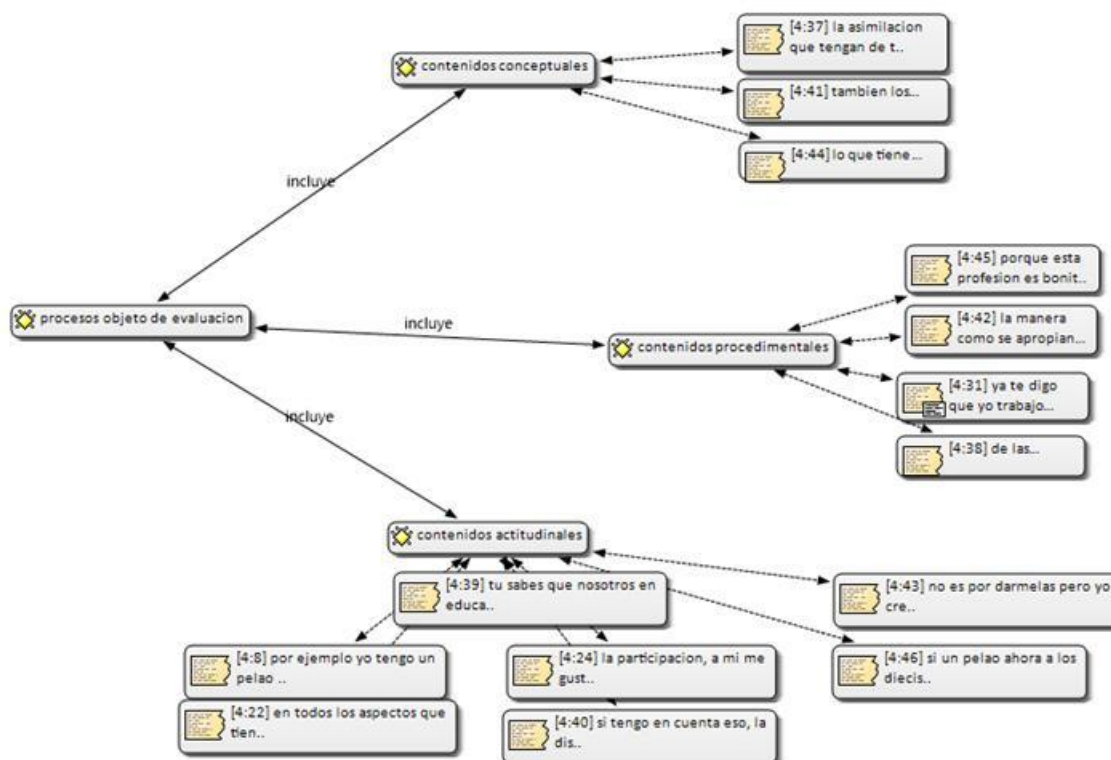 contenidos conceptuales
[4:37] la asimilacion
que tengan de t..
[4:41] tambien los...
[4:44] lo que tiene ...
incluye
procesos objeto de evaluacion
incluye
contenidos procedimentales
[4:45] porque esta
profesion es bonit..
[4:42] la manera
como se apropian...
[4:31] ya te digo
que yo trabajo...
[4:38] de las...
incluye
contenidos actitudinales
[4:39] tu sabes que nosotros en
educa..
[4:43] no es por darmelas pero yo
cre..
[4:8] por ejemplo yo tengo un
pelao ..
[4:24] la participacion, a mi me
gust..
[4:46] si un pelao ahora a los
diecis..
[4:22] en todos los aspectos que
tien..
[4:40] si tengo en cuenta eso, la
dis..